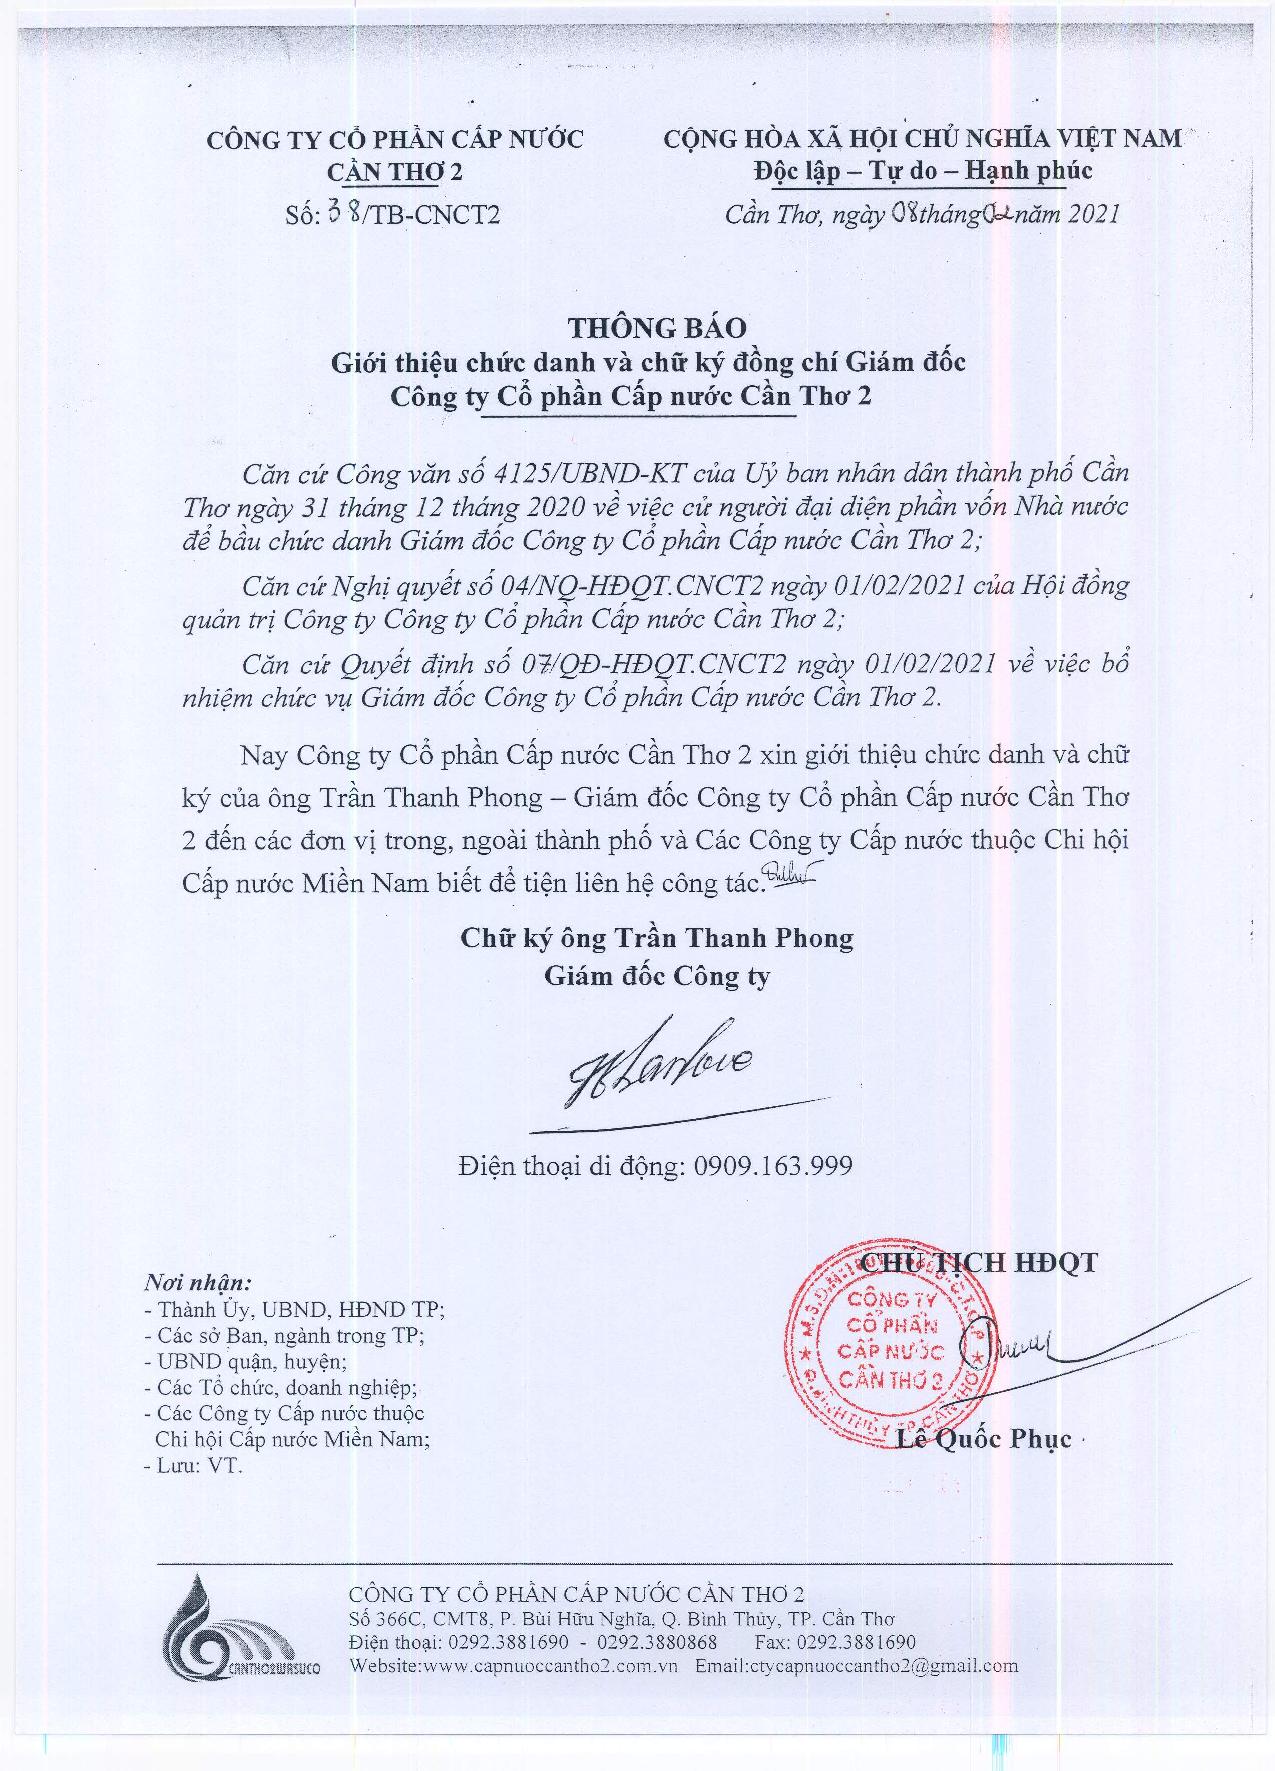 CÔNG TY CỔ PHẦN CẤP NƯỚC
CẦN THƠ 2
Số: 38/TB-CNCT2
CỘNG HÒA XÃ HỘI CHỦ NGHĨA VIỆT NAM
Độc lập – Tự do – Hạnh phúc
Cần Thơ, ngày 08 tháng 02 năm 2021
THÔNG BÁO
Giới thiệu chức danh và chữ ký đồng chí Giám đốc
Công ty Cổ phần Cấp nước Cần Thơ 2
Căn cứ Công văn số 4125/UBND-KT của Uỷ ban nhân dân thành phố Cần
Thơ ngày 31 tháng 12 tháng 2020 về việc cử người đại diện phần vốn Nhà nước
để bầu chức danh Giám đốc Công ty Cổ phần Cấp nước Cần Thơ 2;
Căn cứ Nghị quyết số 04/NQ-HĐQT.CNCT2 ngày 01/02/2021 của Hội đồng
quản trị Công ty Công ty Cổ phần Cấp nước Cần Thơ 2;
Căn cứ Quyết định số 07/QĐ-HĐQT.CNCT2 ngày 01/02/2021 về việc bổ
nhiệm chức vụ Giám đốc Công ty Cổ phần Cấp nước Cần Thơ 2.
Nay Công ty Cổ phần Cấp nước Cần Thơ 2 xin giới thiệu chức danh và chữ
ký của ông Trần Thanh Phong – Giám đốc Công ty Cổ phần Cấp nước Cần Thơ
2 đến các đơn vị trong, ngoài thành phố và Các Công ty Cấp nước thuộc Chi hội
Cấp nước Miền Nam biết để tiện liên hệ công tác.
Chữ ký ông Trần Thanh Phong
Giám đốc Công ty
Điện thoại di động: 0909.163.999
Nơi nhận:
- Thành Ủy, UBND, HĐND TP;
- Các sở Ban, ngành trong TP;
- UBND quận, huyện;
- Các Tổ chức, doanh nghiệp;
- Các Công ty Cấp nước thuộc
Chi hội Cấp nước Miền Nam;
- Lưu: VT.
CHỦ TỊCH HĐQT
CÔNG TY
CỔ PHẦN
CẤP NƯỚC
CẦN THƠ 2
Lê Quốc Phục
CANTHO2WASUCO
CÔNG TY CỔ PHẦN CẤP NƯỚC CẦN THƠ 2
Số 366C, CMT8, P. Bùi Hữu Nghĩa, Q. Bình Thủy, TP. Cần Thơ
Điện thoại: 0292.3881690 - 0292.3880868 Fax: 0292.3881690
Website:www.capnuoccantho2.com.vn Email:ctycapnuoccantho2@gmail.com